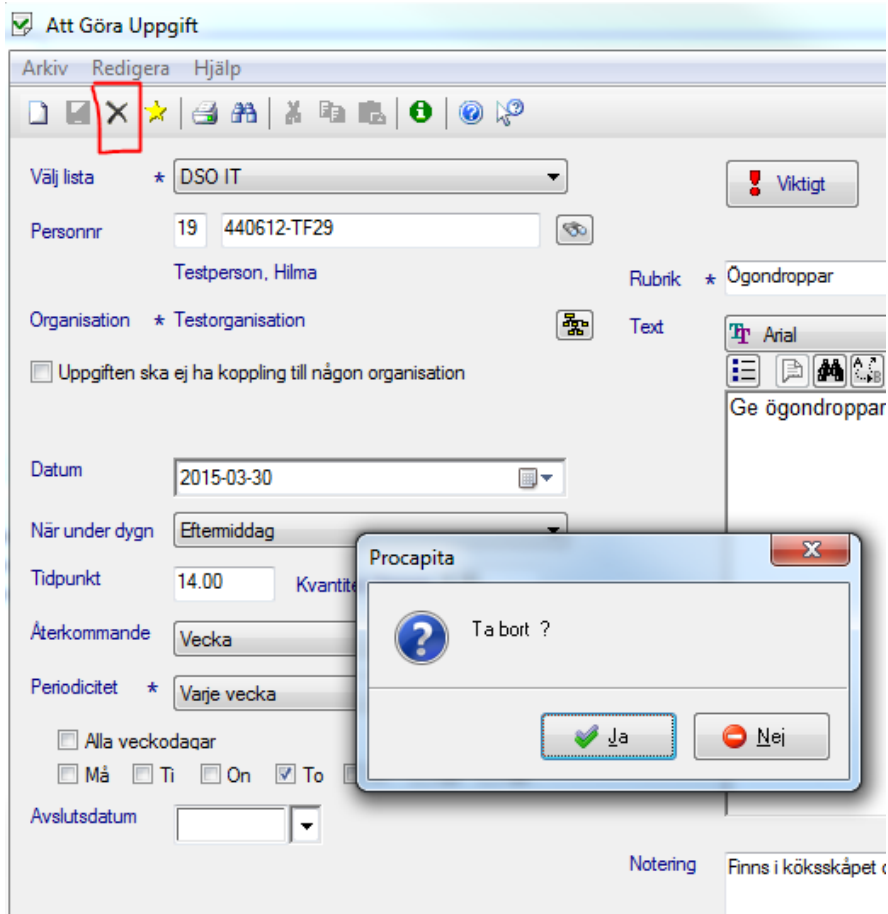 Att Göra Uppgift
Arkiv Redigera Hjälp
Välj lista * DSO IT
Viktigt
Personnr 19 440612-TF29
Testperson, Hilma
Rubrik * Ögondroppar
Organisation * Testorganisation
Text Arial
Uppgiften ska ej ha koppling till någon organisation
Ge ögondroppar
Datum 2015-03-30
När under dygn Eftermiddag
Tidpunkt 14.00
Återkommande Vecka
Periodicitet * Varje vecka
Alla veckodagar
Må Ti On To
Avslutsdatum
Procapita
Ta bort ?
Ja Nej
Notering Finns i köksskåpet